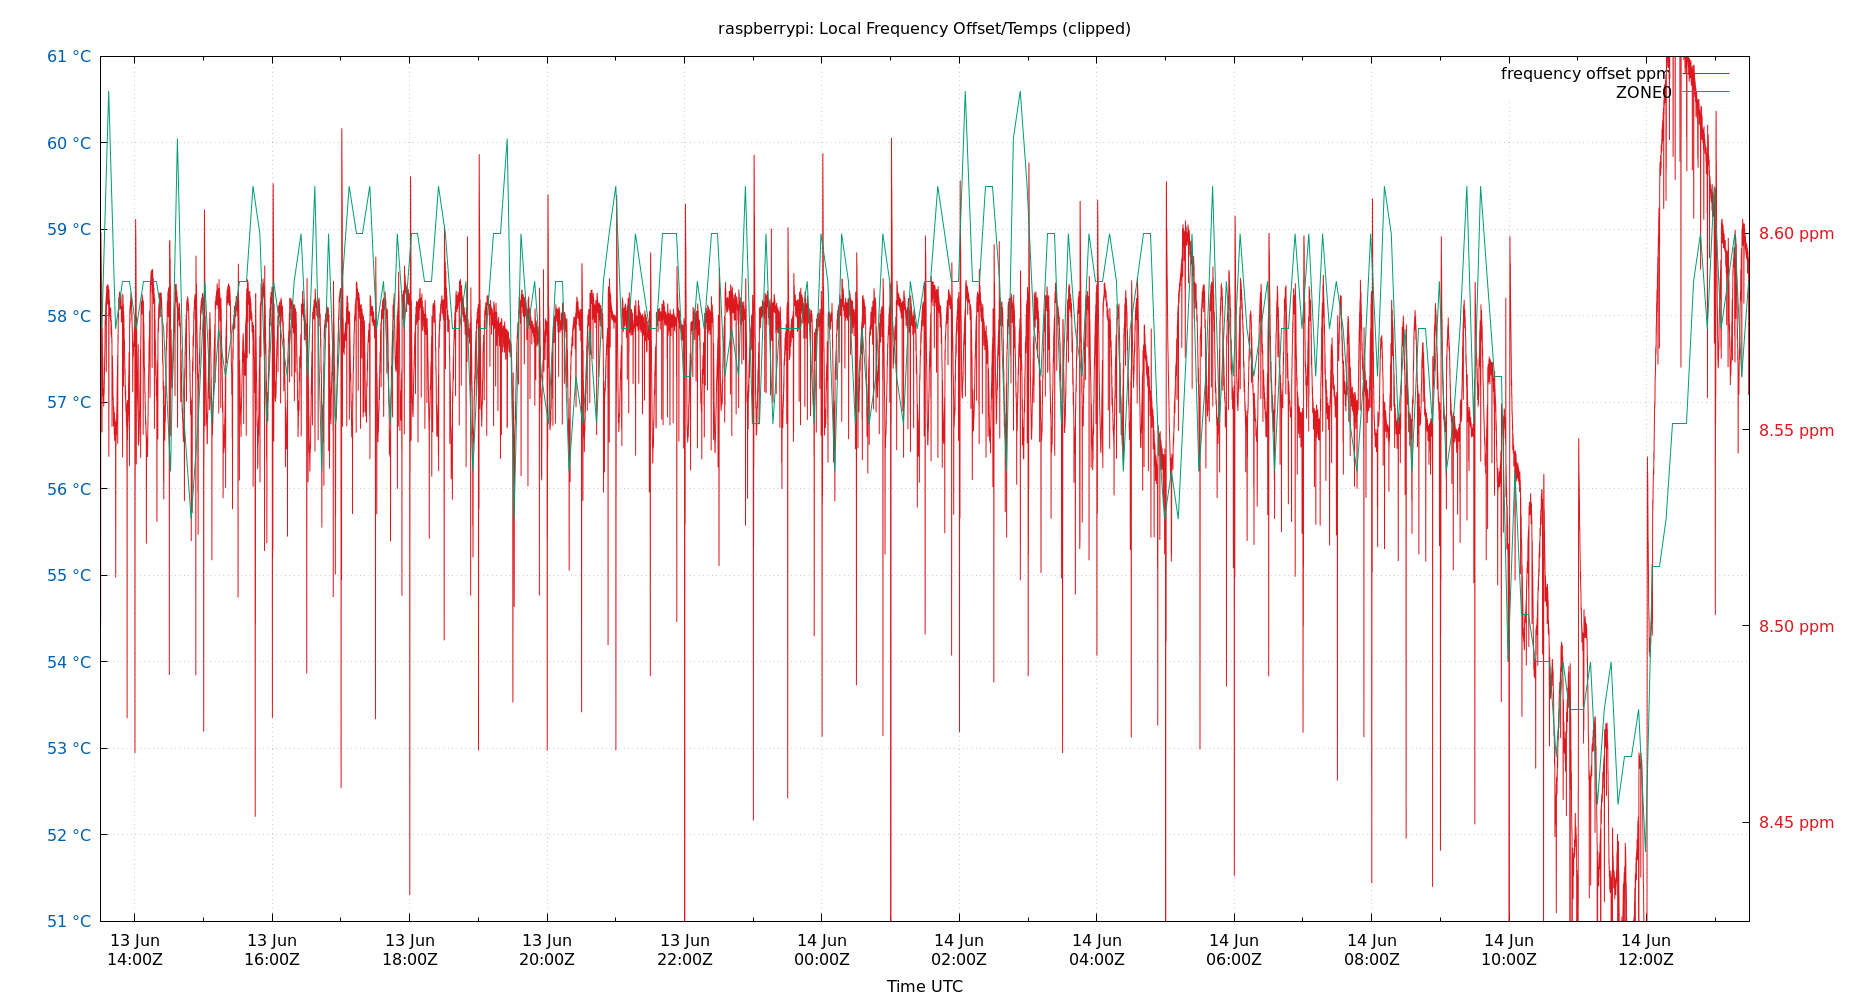 raspberrypi: Local Frequency Offset/Temps (clipped)
61 °C
60 °C
59 °C
58 °C
57 °C
56 °C
55 °C
54 °C
53 °C
52 °C
51 °C
frequency offset ppm
ZONE0
8.60 ppm
8.55 ppm
8.50 ppm
8.45 ppm
13 Jun
14:00Z
13 Jun
16:00Z
13 Jun
18:00Z
13 Jun
20:00Z
13 Jun
22:00Z
14 Jun
00:00Z
14 Jun
02:00Z
14 Jun
04:00Z
14 Jun
06:00Z
14 Jun
08:00Z
14 Jun
10:00Z
14 Jun
12:00Z
Time UTC